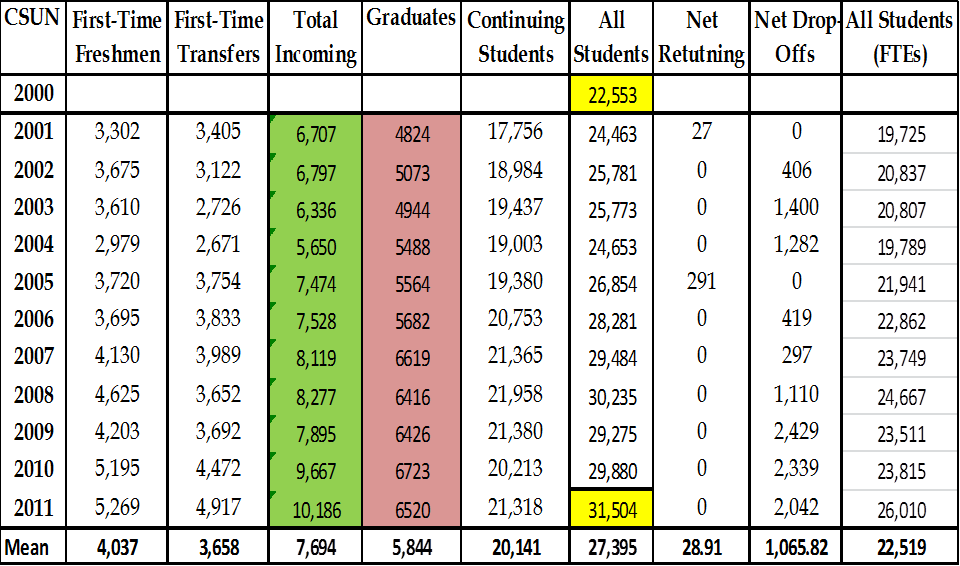 CSUN First-Time Freshmen First-Time Transfers Total Incoming Graduates Continuing Students All Students Net Retutning Net Drop-Offs All Students (FTEs)
2000 22,553
2001 3,302 3,405 6,707 4824 17,756 24,463 27 0 19,725
2002 3,675 3,122 6,797 5073 18,984 25,781 0 406 20,837
2003 3,610 2,726 6,336 4944 19,437 25,773 0 1,400 20,807
2004 2,979 2,671 5,650 5488 19,003 24,653 0 1,282 19,789
2005 3,720 3,754 7,474 5564 19,380 26,854 291 0 21,941
2006 3,695 3,833 7,528 5682 20,753 28,281 0 419 22,862
2007 4,130 3,989 8,119 6619 21,365 29,484 0 297 23,749
2008 4,625 3,652 8,277 6416 21,958 30,235 0 1,110 24,667
2009 4,203 3,692 7,895 6426 21,380 29,275 0 2,429 23,511
2010 5,195 4,472 9,667 6723 20,213 29,880 0 2,339 23,815
2011 5,269 4,917 10,186 6520 21,318 31,504 0 2,042 26,010
Mean 4,037 3,658 7,694 5,844 20,141 27,395 28.91 1,065.82 22,519